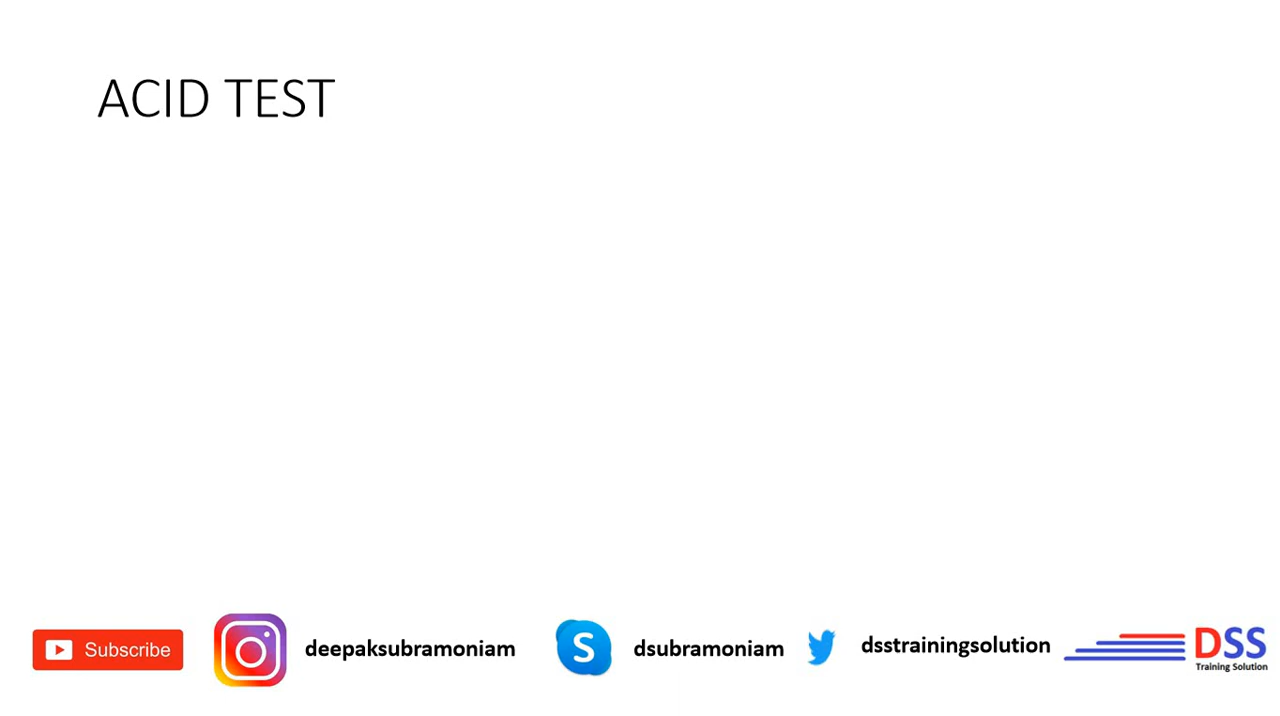 ACID TEST
Subscribe
deepaksubramoniam
S
dsubramoniam
dsstrainingsolution
DSS
Training Solution